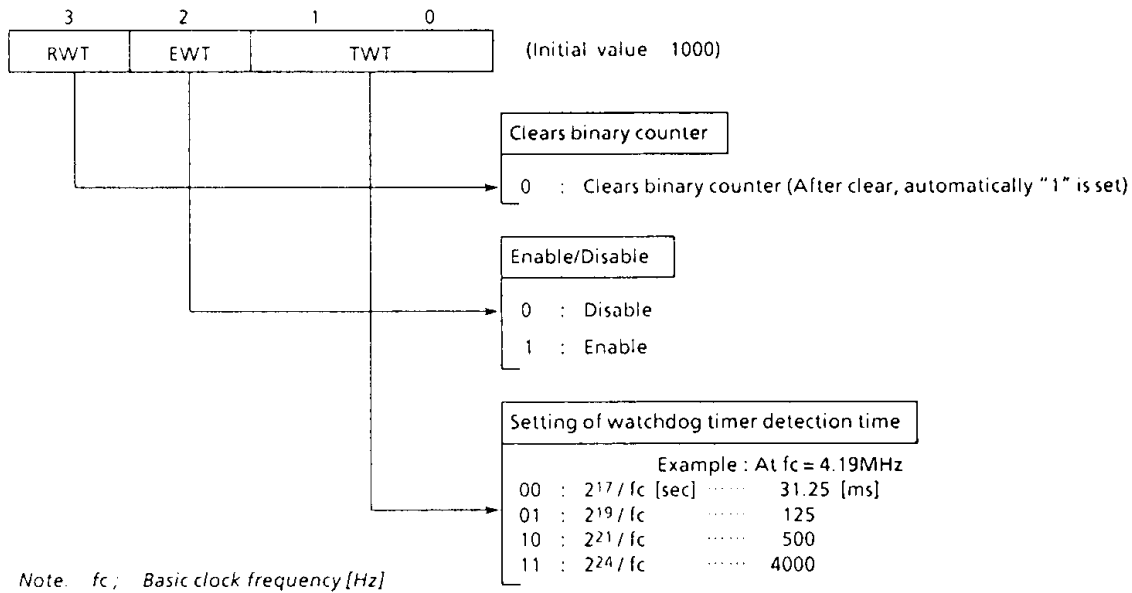 3 2 1 0
RWT EWT TWT (Initial value 1000)
Clears binary counter
0 : Clears binary counter (After clear, automatically "1" is set)
Enable/Disable
0 : Disable
1 : Enable
Setting of watchdog timer detection time
Example : At fc = 4.19MHz
00 : 2¹⁷/ fc [sec] ······ 31.25 [ms]
01 : 2¹⁹/ fc ······ 125
10 : 2²¹/ fc ······ 500
11 : 2²⁴/ fc ······ 4000
Note. fc ; Basic clock frequency [Hz]